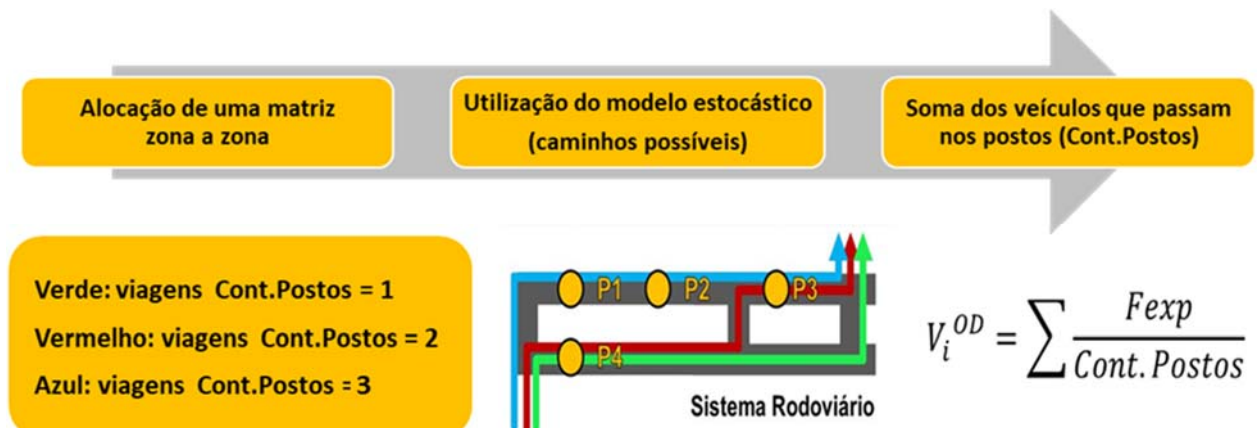 Alocação de uma matriz
zona a zona
Utilização do modelo estocástico
(caminhos possíveis)
Soma dos veículos que passam
nos postos (Cont.Postos)
Verde: viagens Cont.Postos = 1
Vermelho: viagens Cont.Postos = 2
Azul: viagens Cont.Postos = 3
P1 P2 P3
P4
Sistema Rodoviário
V_i^{OD} = ∑ Fexp / Cont. Postos